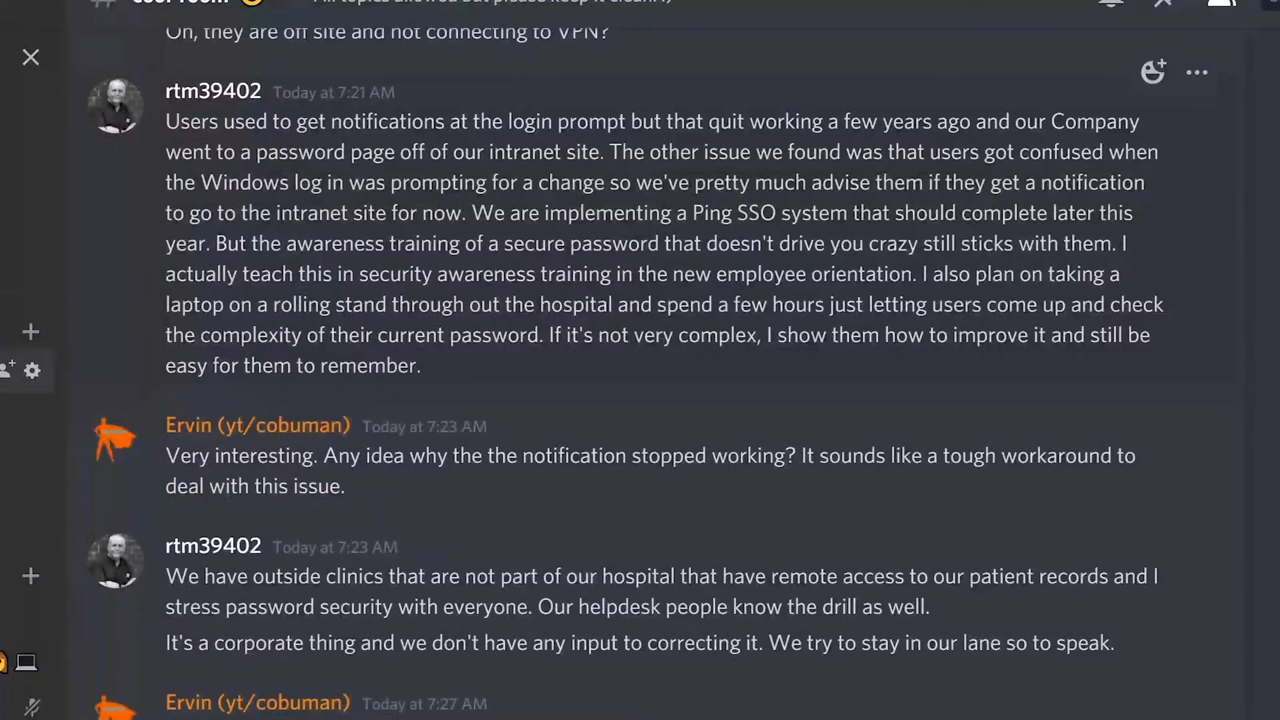 On, they are off site and not connecting to VPN?
rtm39402 Today at 7:21 AM
Users used to get notifications at the login prompt but that quit working a few years ago and our Company
went to a password page off of our intranet site. The other issue we found was that users got confused when
the Windows log in was prompting for a change so we've pretty much advise them if they get a notification
to go to the intranet site for now. We are implementing a Ping SSO system that should complete later this
year. But the awareness training of a secure password that doesn't drive you crazy still sticks with them. I
actually teach this in security awareness training in the new employee orientation. I also plan on taking a
laptop on a rolling stand through out the hospital and spend a few hours just letting users come up and check
the complexity of their current password. If it's not very complex, I show them how to improve it and still be
easy for them to remember.
Ervin (yt/cobuman) Today at 7:23 AM
Very interesting. Any idea why the the notification stopped working? It sounds like a tough workaround to
deal with this issue.
rtm39402 Today at 7:23 AM
We have outside clinics that are not part of our hospital that have remote access to our patient records and I
stress password security with everyone. Our helpdesk people know the drill as well.
It's a corporate thing and we don't have any input to correcting it. We try to stay in our lane so to speak.
Ervin (yt/cobuman) Today at 7:27 AM